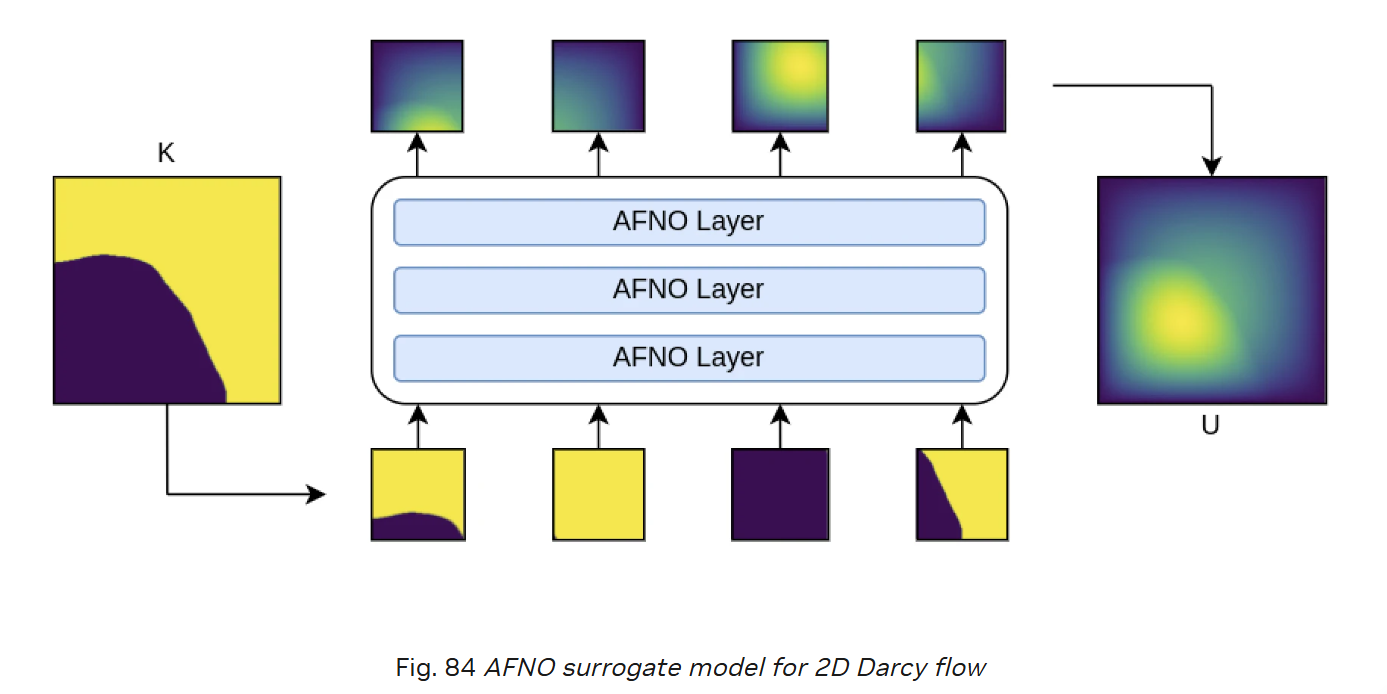 K
AFNO Layer
AFNO Layer
AFNO Layer
U
Fig. 84 AFNO surrogate model for 2D Darcy flow